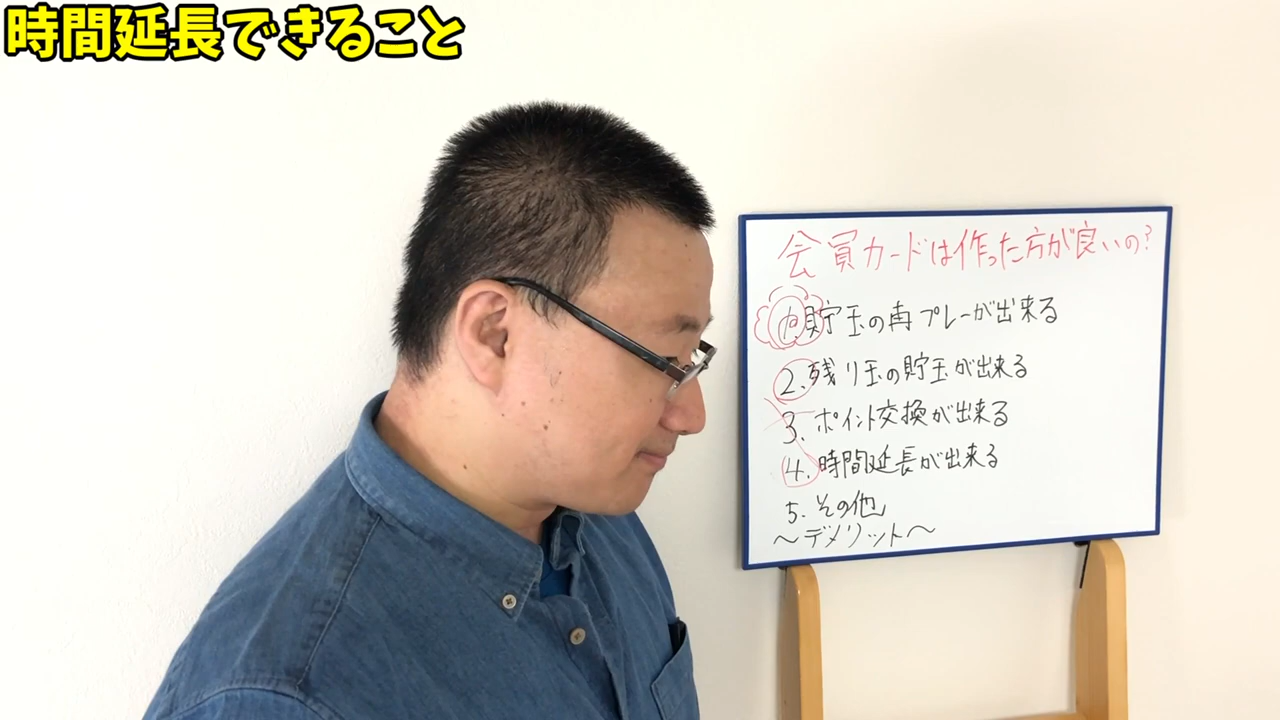 時間延長できること
会員カードは作った方が良いの?
1.貯玉の再プレーが出来る
2.残り玉の貯玉が出来る
3.ポイント交換が出来る
4.時間延長が出来る
5.その他
〜デメリット〜